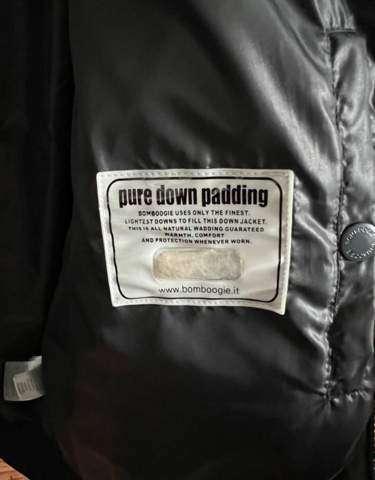 pure down padding
BOMBOOGIE USES ONLY THE FINEST.
LIGHTEST DOWNS TO FILL THIS DOWN JACKET.
THIS IS ALL NATURAL WADDING GUARATEED
WARMTH, COMFORT
AND PROTECTION WHENEVER WORN.
www.bomboogie.it